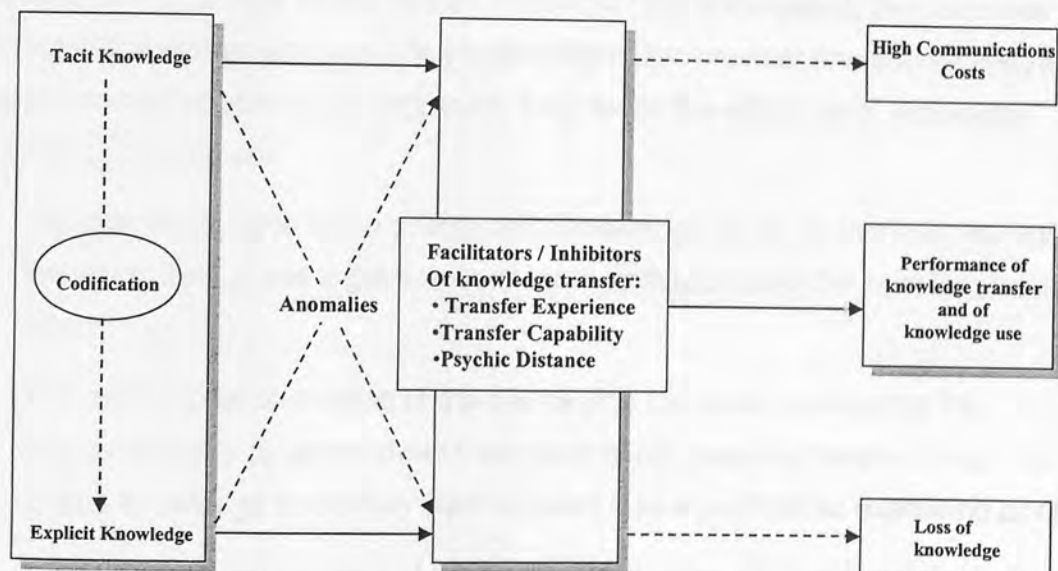 Tacit Knowledge
Codification
Explicit Knowledge
Anomalies
Facilitators / Inhibitors
Of knowledge transfer:
• Transfer Experience
•Transfer Capability
•Psychic Distance
High Communications
Costs
Performance of
knowledge transfer
and of
knowledge use
Loss of
knowledge